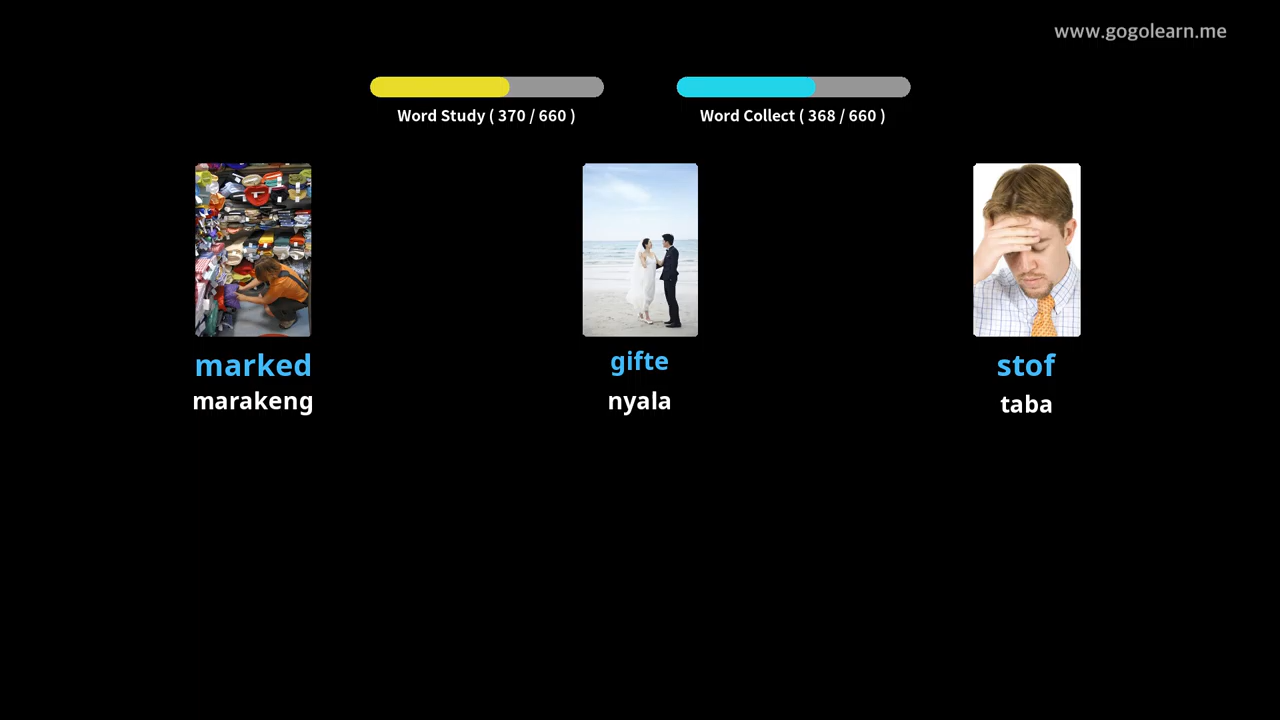 www.gogolearn.me
Word Study ( 370 / 660 )
Word Collect ( 368 / 660 )
marked
marakeng
gifte
nyala
stof
taba